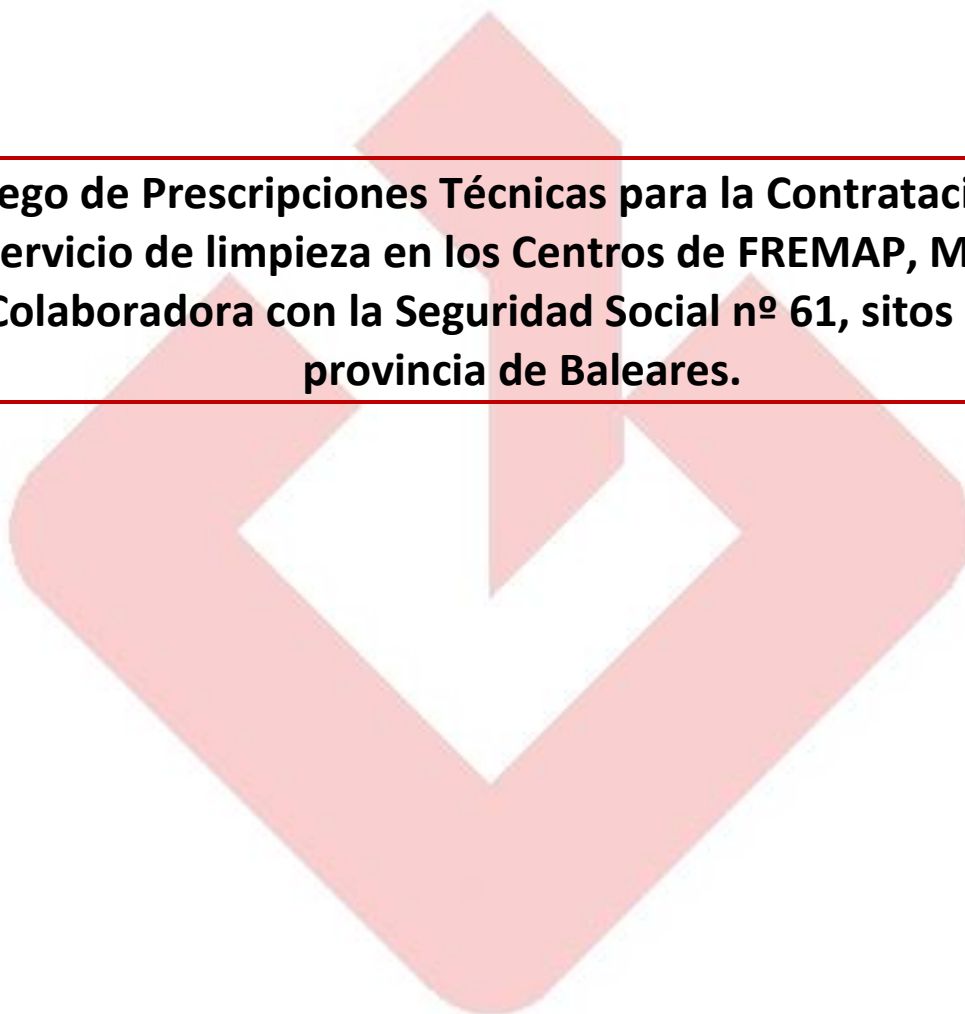 ego de Prescripciones Técnicas para la Contrataci
ervicio de limpieza en los Centros de FREMAP, M
Colaboradora con la Seguridad Social nº 61, sitos
provincia de Baleares.